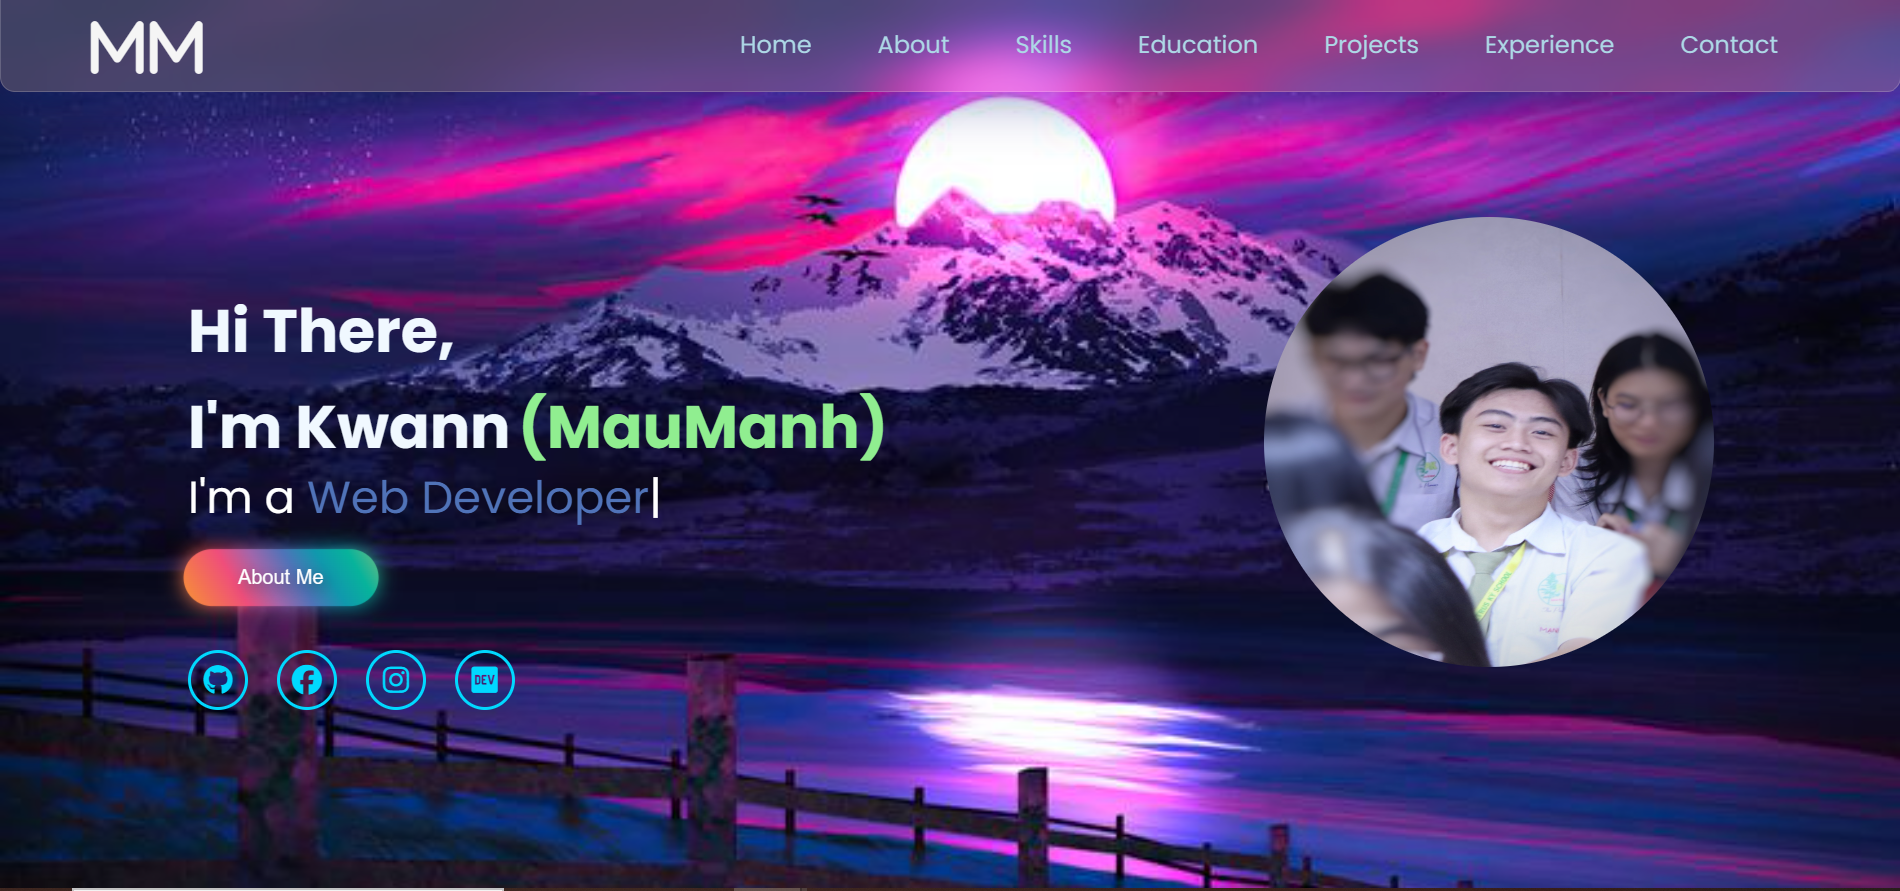 MM
Home About Skills Education Projects Experience Contact
Hi There,
I'm Kwann (MauManh)
I'm a Web Developer|
About Me
DEV